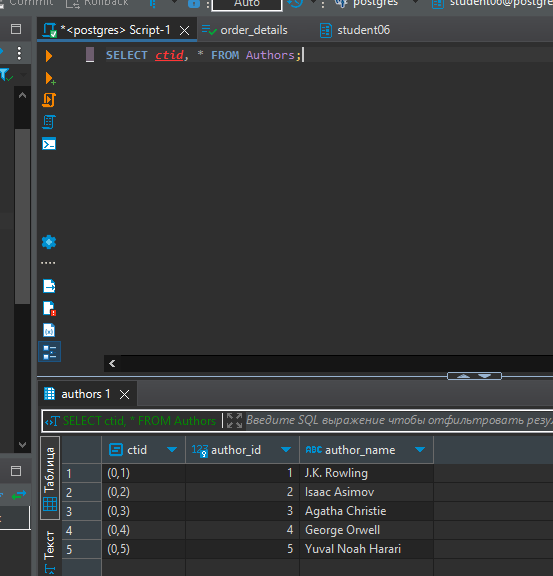 Commit Rollback Auto postgres student06@postgres
*<postgres> Script-1 order_details student06
SELECT ctid, * FROM Authors;
authors 1
SELECT ctid, * FROM Authors Введите SQL выражение чтобы отфильтровать резул
Таблица
Текст
ctid 123 author_id ABC author_name
1 (0,1) 1 J.K. Rowling
2 (0,2) 2 Isaac Asimov
3 (0,3) 3 Agatha Christie
4 (0,4) 4 George Orwell
5 (0,5) 5 Yuval Noah Harari